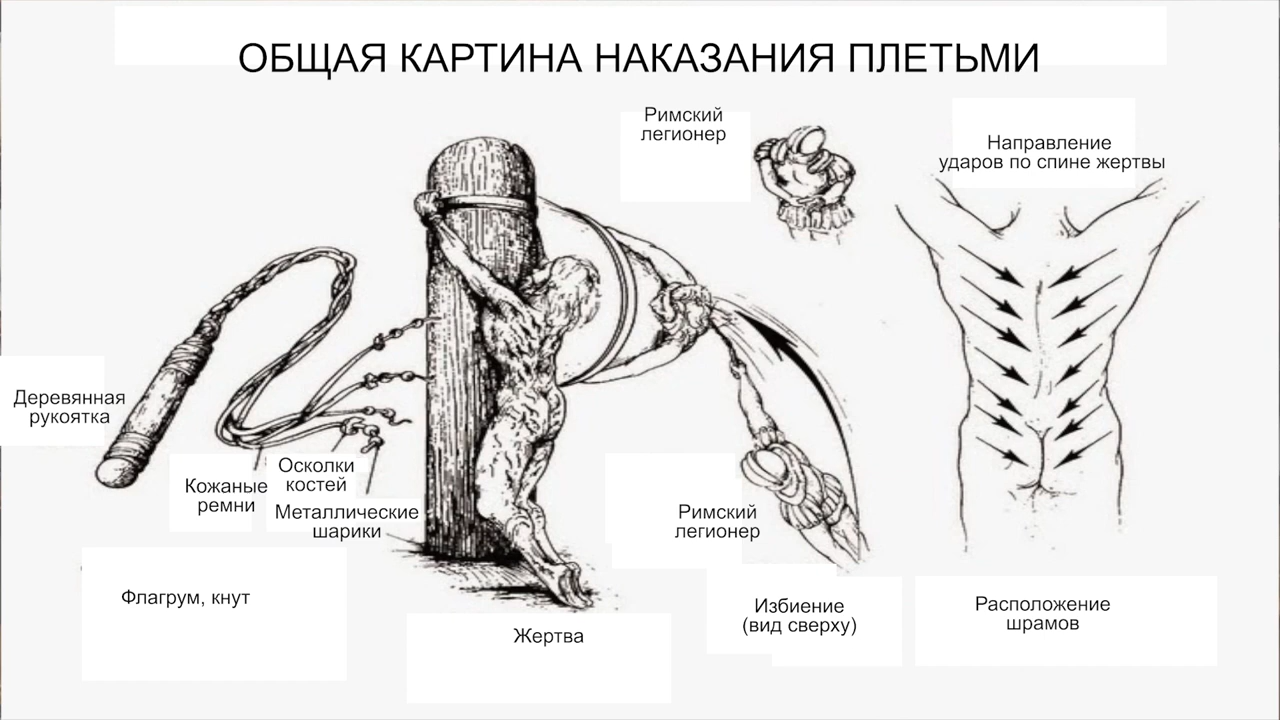 ОБЩАЯ КАРТИНА НАКАЗАНИЯ ПЛЕТЬМИ
Римский
легионер
Направление
ударов по спине жертвы
Деревянная
рукоятка
Кожаные
ремни
Осколки
костей
Металлические
шарики
Римский
легионер
Флагрум, кнут
Жертва
Избиение
(вид сверху)
Расположение
шрамов